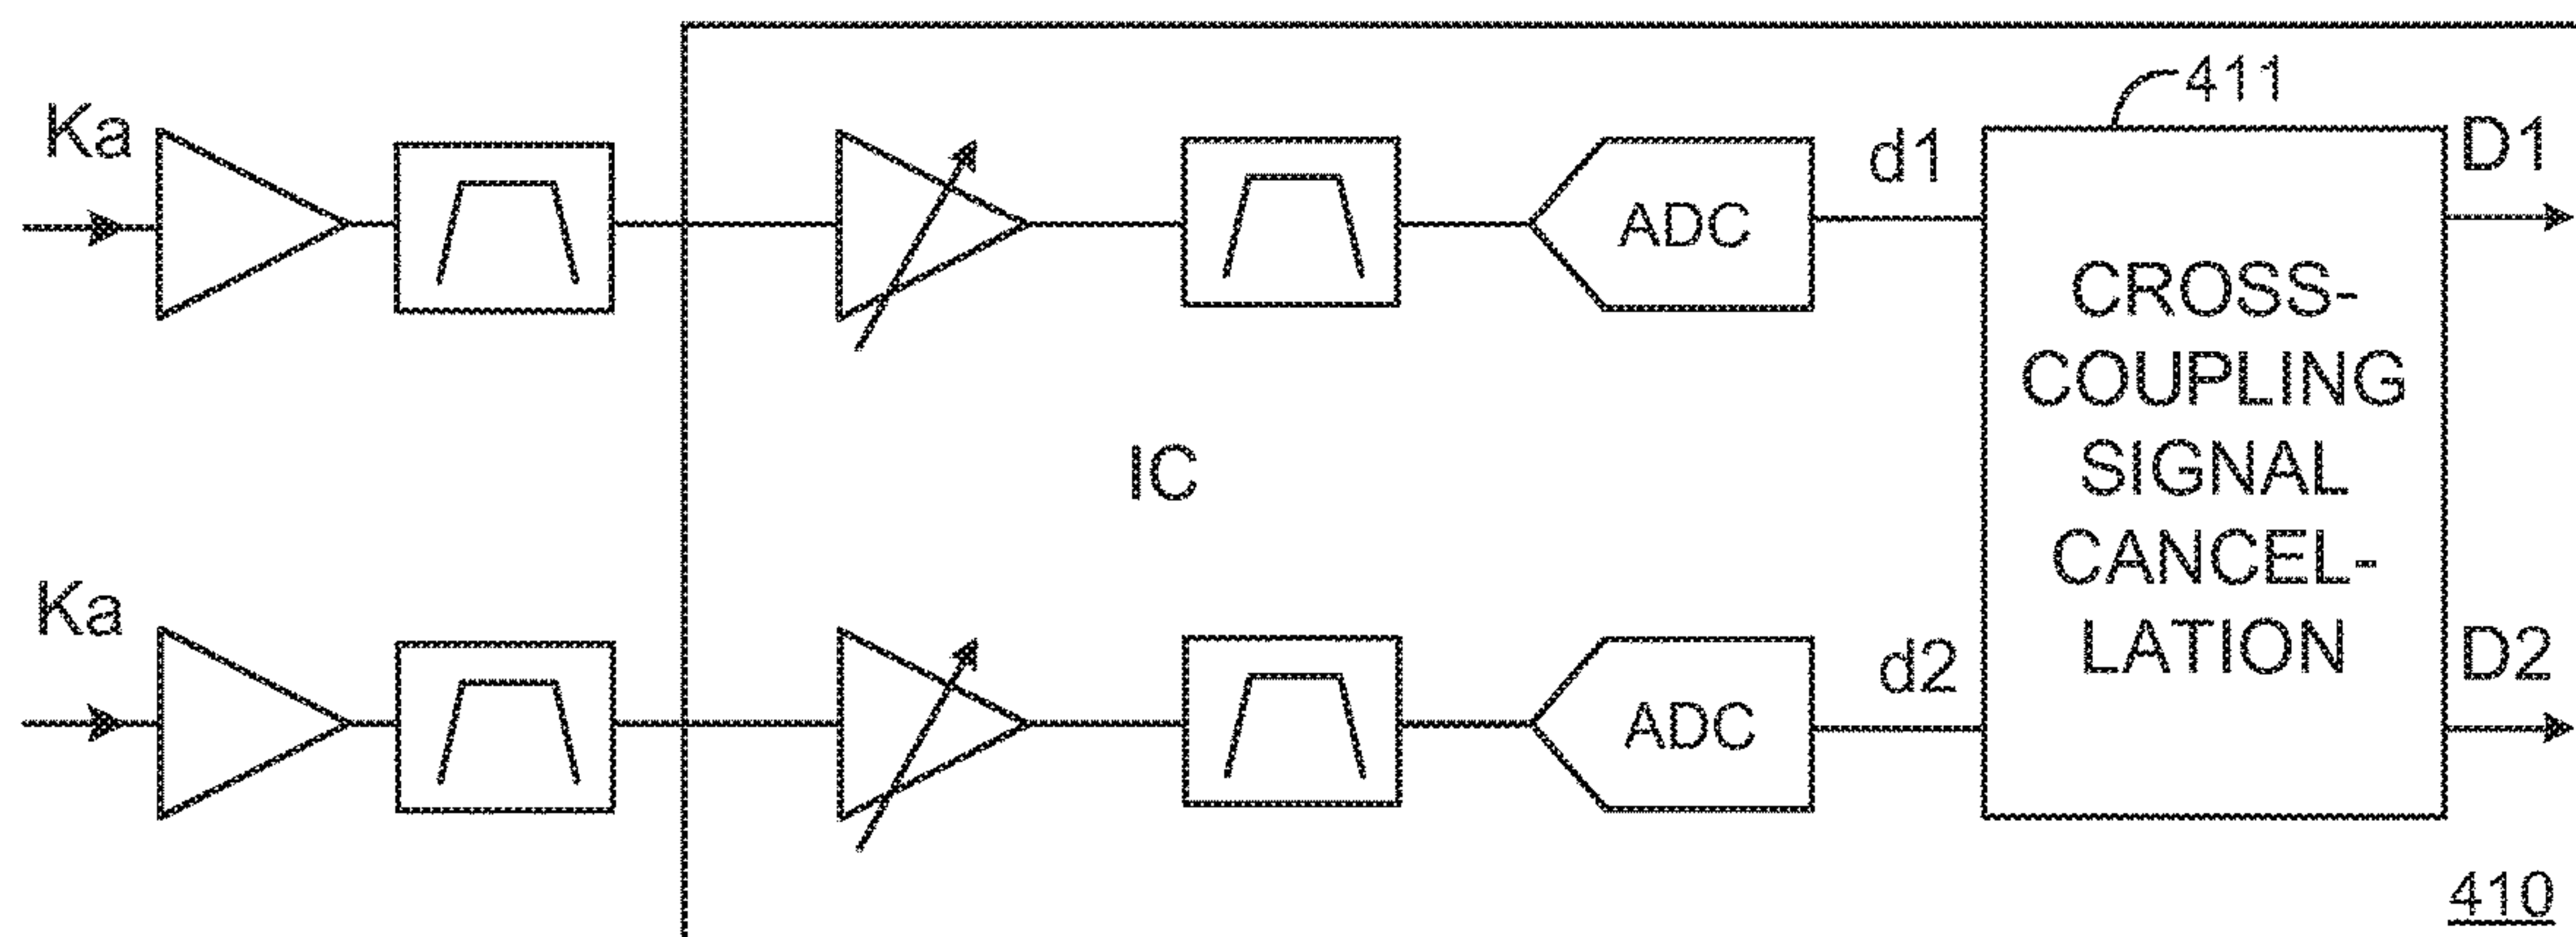 411
Ka
ADC
d1
D1
CROSS-
COUPLING
SIGNAL
CANCEL-
LATION
IC
Ka
ADC
d2
D2
410